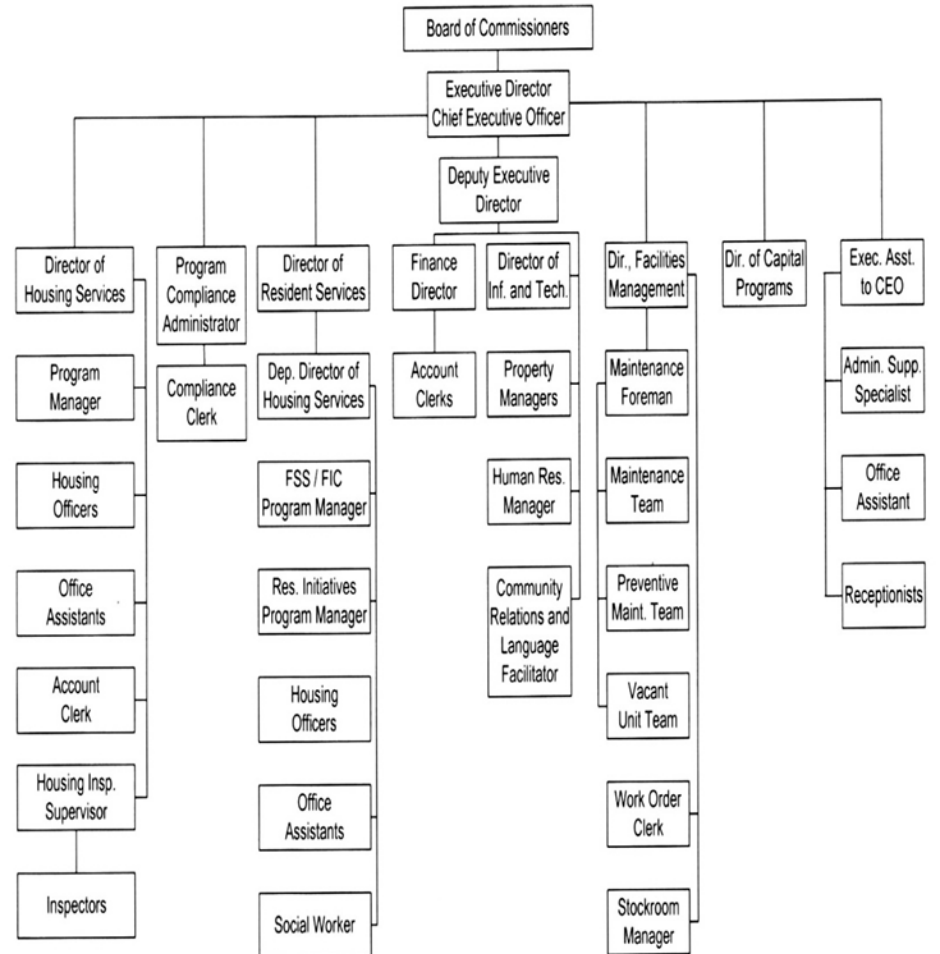 Board of Commissioners
Executive Director
Chief Executive Officer
Deputy Executive
Director
Director of
Housing Services
Program
Compliance
Administrator
Director of
Resident Services
Finance
Director
Director of
Inf. and Tech.
Dir., Facilities
Management
Dir. of Capital
Programs
Exec. Asst.
to CEO
Program
Manager
Compliance
Clerk
Dep. Director of
Housing Services
Account
Clerks
Property
Managers
Maintenance
Foreman
Admin. Supp.
Specialist
Housing
Officers
FSS / FIC
Program Manager
Human Res.
Manager
Maintenance
Team
Office
Assistant
Office
Assistants
Res. Initiatives
Program Manager
Community
Relations and
Language
Facilitator
Preventive
Maint. Team
Receptionists
Account
Clerk
Housing
Officers
Vacant
Unit Team
Housing Insp.
Supervisor
Office
Assistants
Work Order
Clerk
Inspectors
Social Worker
Stockroom
Manager